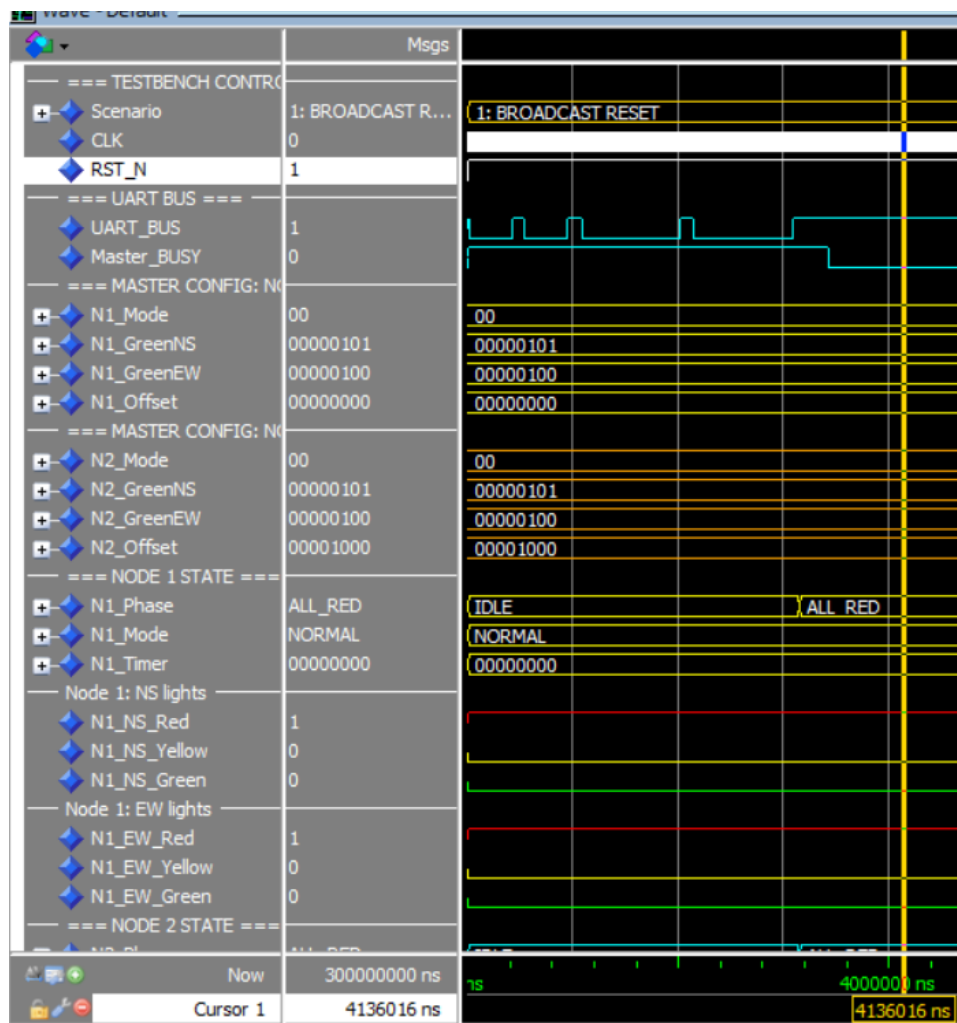 Wave - Default
Msgs
=== TESTBENCH CONTRO
Scenario 1: BROADCAST R... 1: BROADCAST RESET
CLK 0
RST_N 1
=== UART BUS ===
UART_BUS 1
Master_BUSY 0
=== MASTER CONFIG: NO
N1_Mode 00 00
N1_GreenNS 00000101 00000101
N1_GreenEW 00000100 00000100
N1_Offset 00000000 00000000
=== MASTER CONFIG: NO
N2_Mode 00 00
N2_GreenNS 00000101 00000101
N2_GreenEW 00000100 00000100
N2_Offset 00001000 00001000
=== NODE 1 STATE ===
N1_Phase ALL_RED IDLE ALL_RED
N1_Mode NORMAL NORMAL
N1_Timer 00000000 00000000
Node 1: NS lights
N1_NS_Red 1
N1_NS_Yellow 0
N1_NS_Green 0
Node 1: EW lights
N1_EW_Red 1
N1_EW_Yellow 0
N1_EW_Green 0
=== NODE 2 STATE ===
Now 300000000 ns ns 4000000 ns
Cursor 1 4136016 ns 4136016 ns